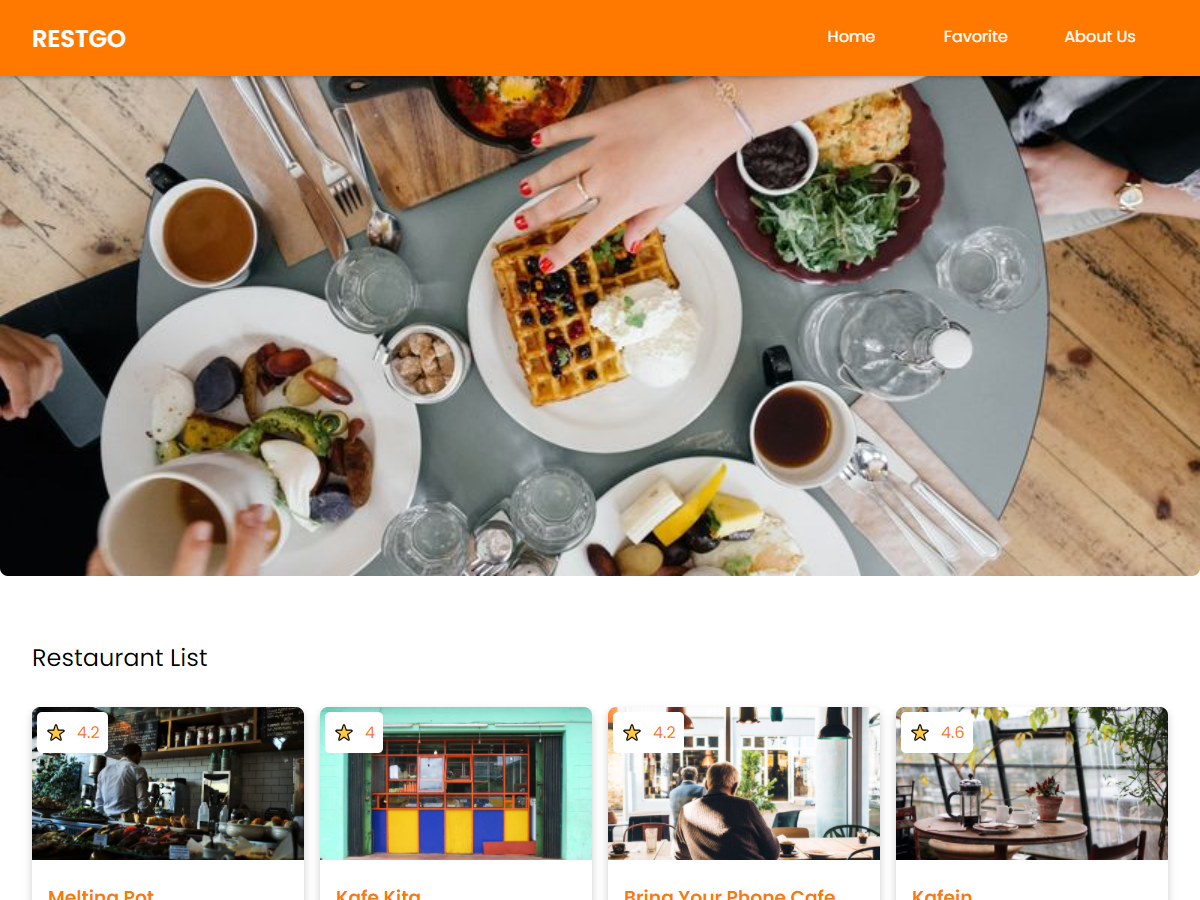 RESTGO
Home
Favorite
About Us
Restaurant List
4.2
4
4.2
4.6
Melting Pot
Kafe Kita
Bring Your Phone Cafe
Kafein